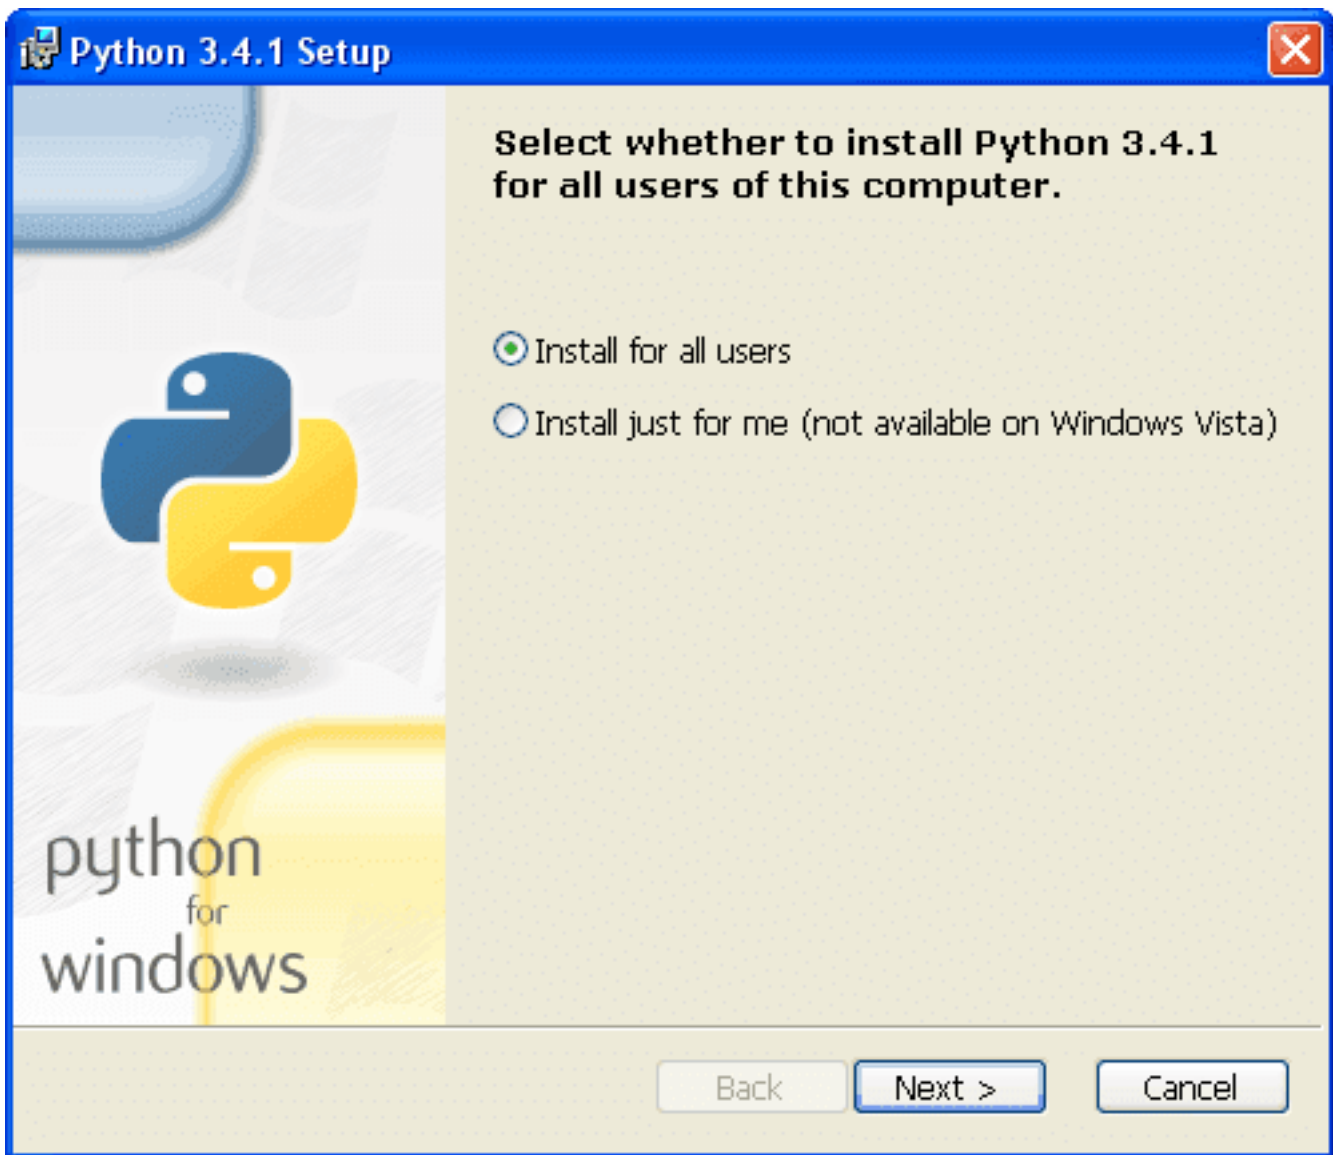 Python 3.4.1 Setup
Select whether to install Python 3.4.1
for all users of this computer.
Install for all users
Install just for me (not available on Windows Vista)
python
for
windows
Back
Next >
Cancel